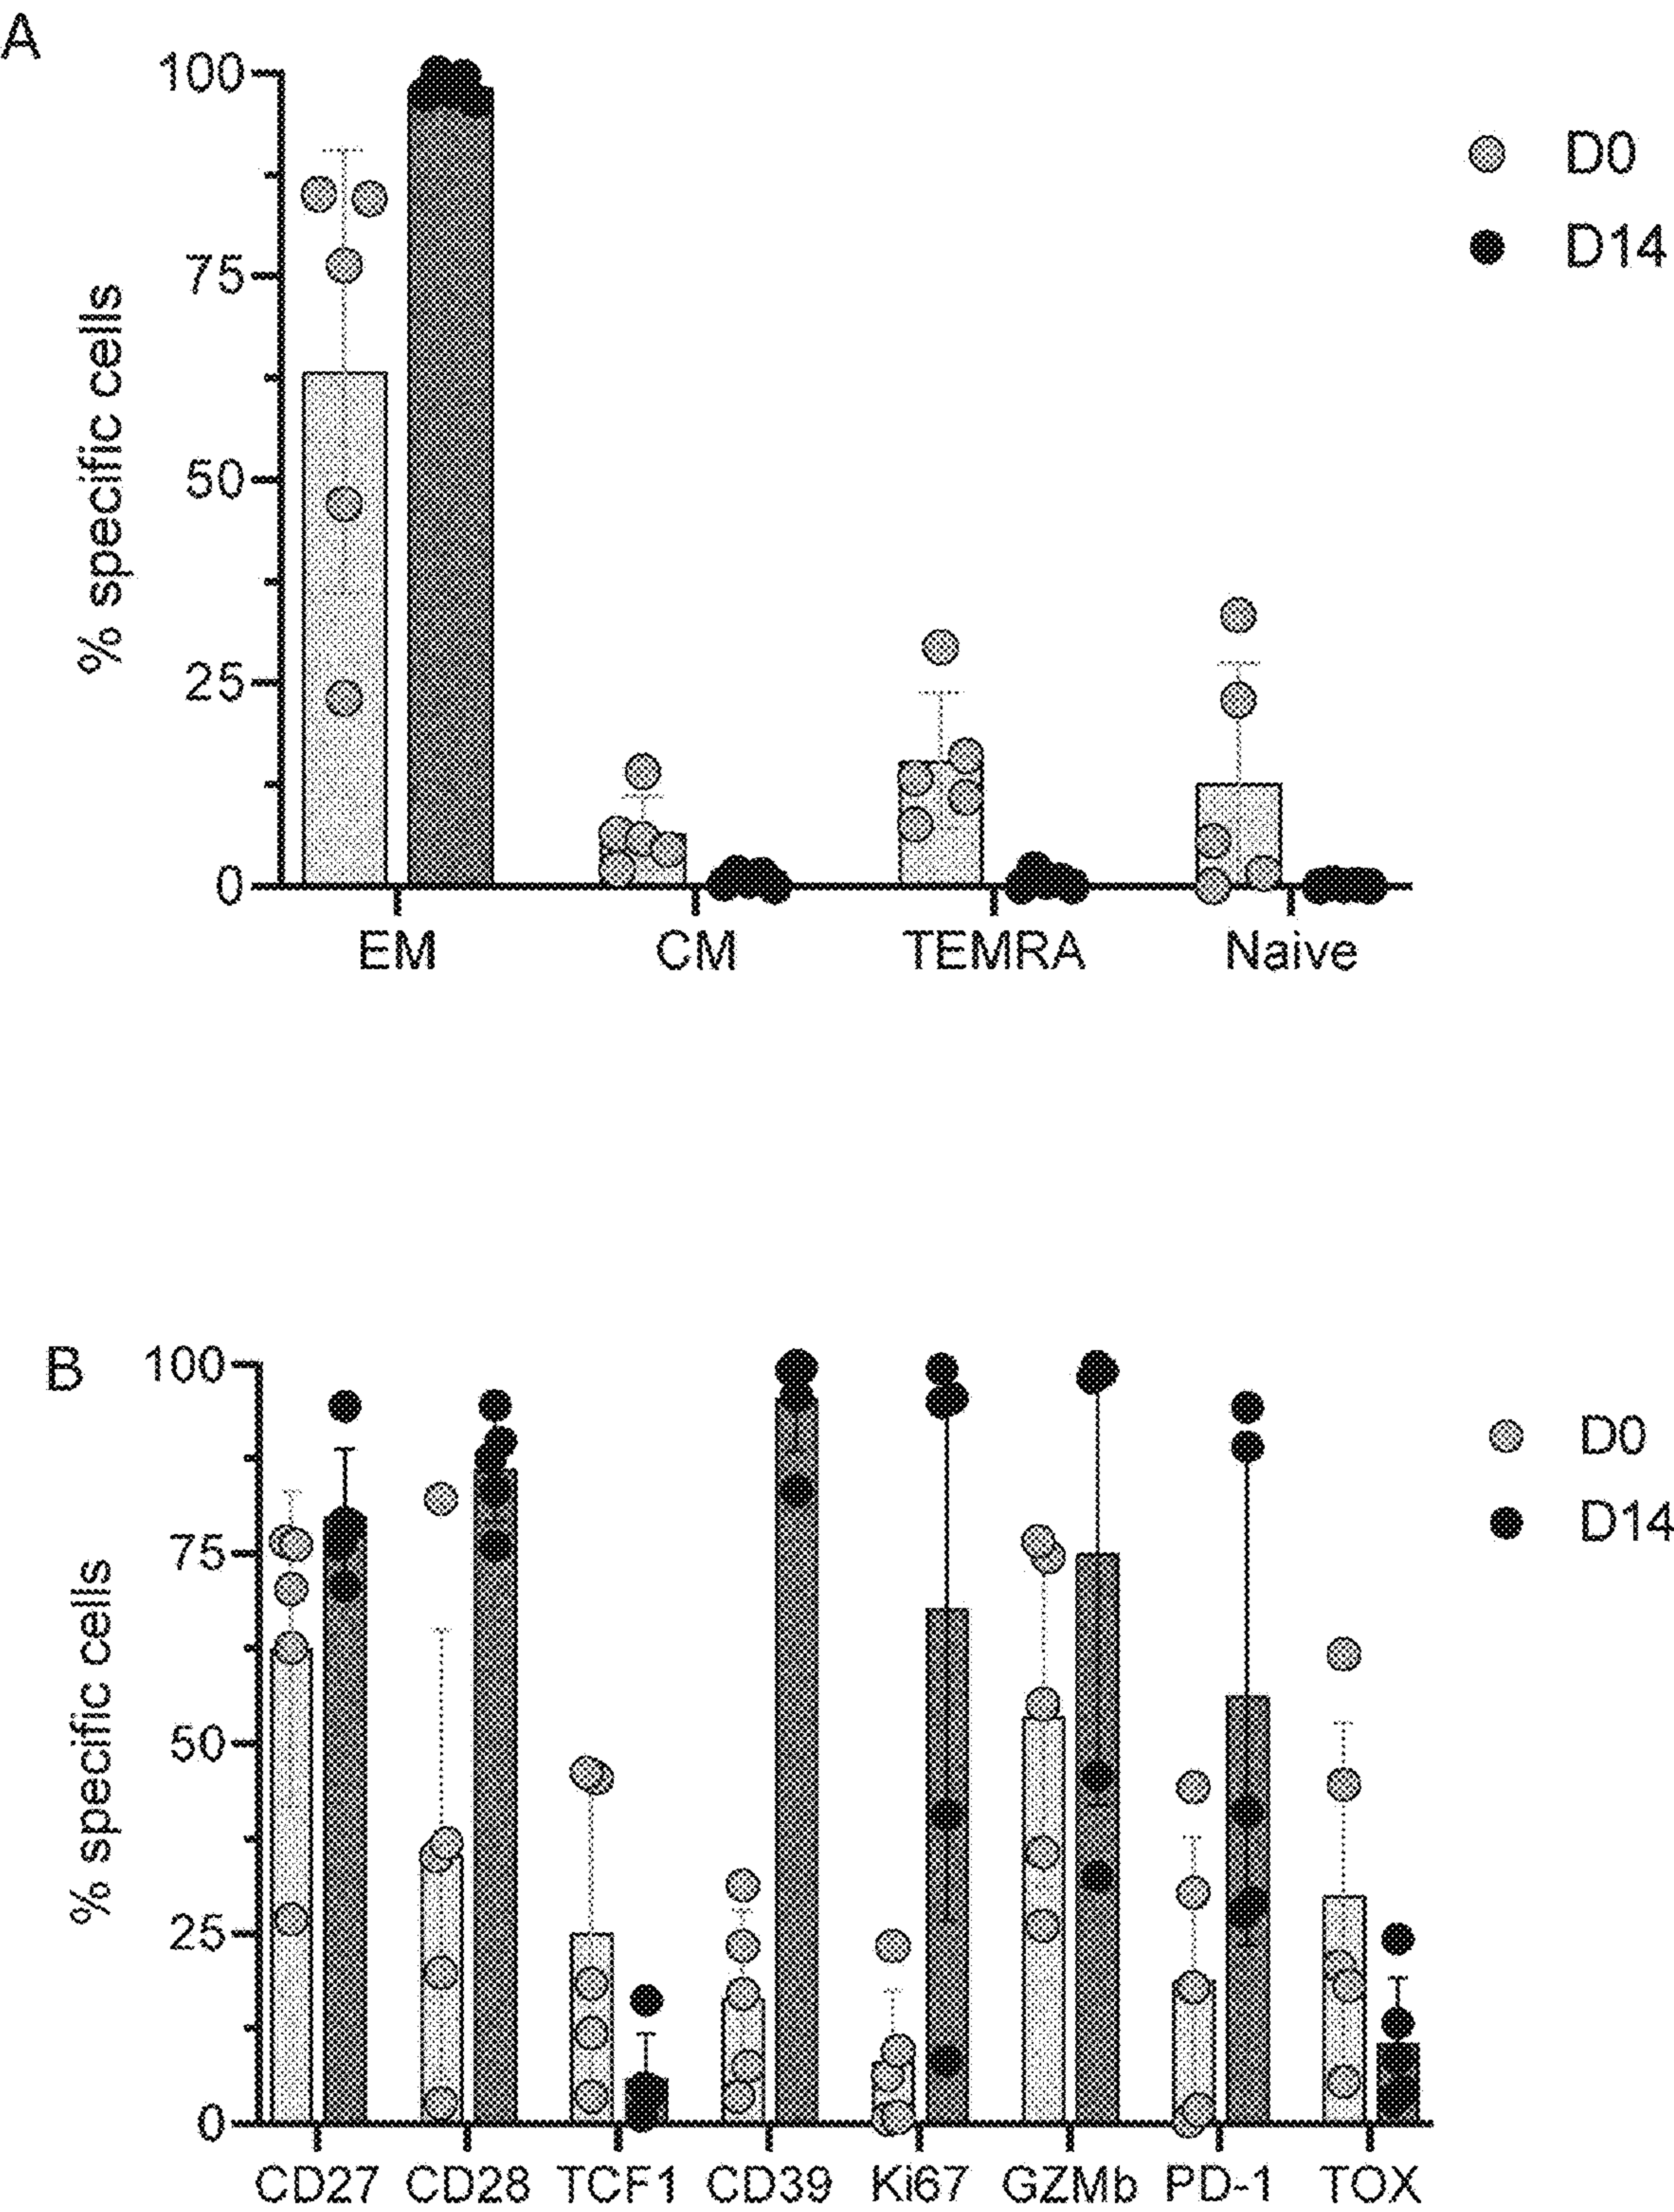 A
100
75
50
25
0
% specific cells
D0
D14
EM CM TEMRA Naive
B
100
75
50
25
0
% specific cells
D0
D14
CD27 CD28 TCF1 CD39 Ki67 GZMb PD-1 TOX